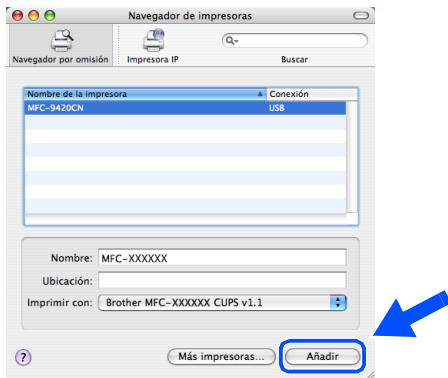 Navegador de impresoras
Navegador por omisión
Impresora IP
Buscar
Nombre de la impresora
Conexión
MFC-9420CN
USB
Nombre: MFC-XXXXXX
Ubicación:
Imprimir con: Brother MFC-XXXXXX CUPS v1.1
?
Más impresoras...
Añadir